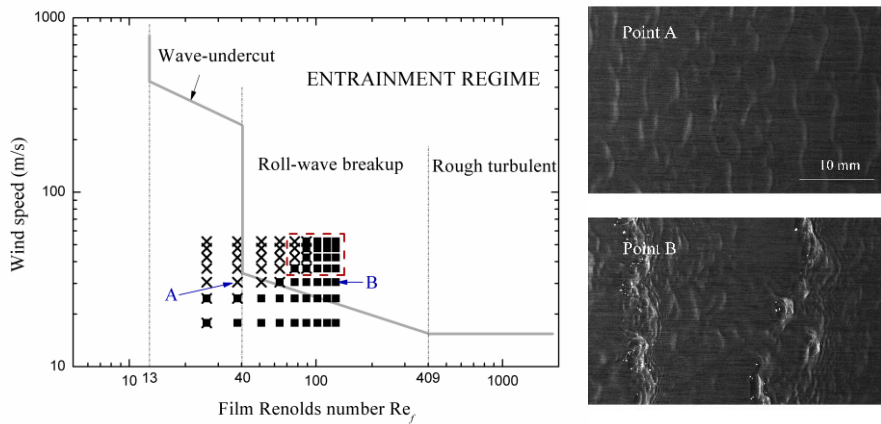 1000
Wave-undercut
ENTRAINMENT REGIME
Wind speed (m/s)
100
Roll-wave breakup
Rough turbulent
A
B
10
10
13
40
100
409
1000
Film Renolds number Re_f
Point A
10 mm
Point B